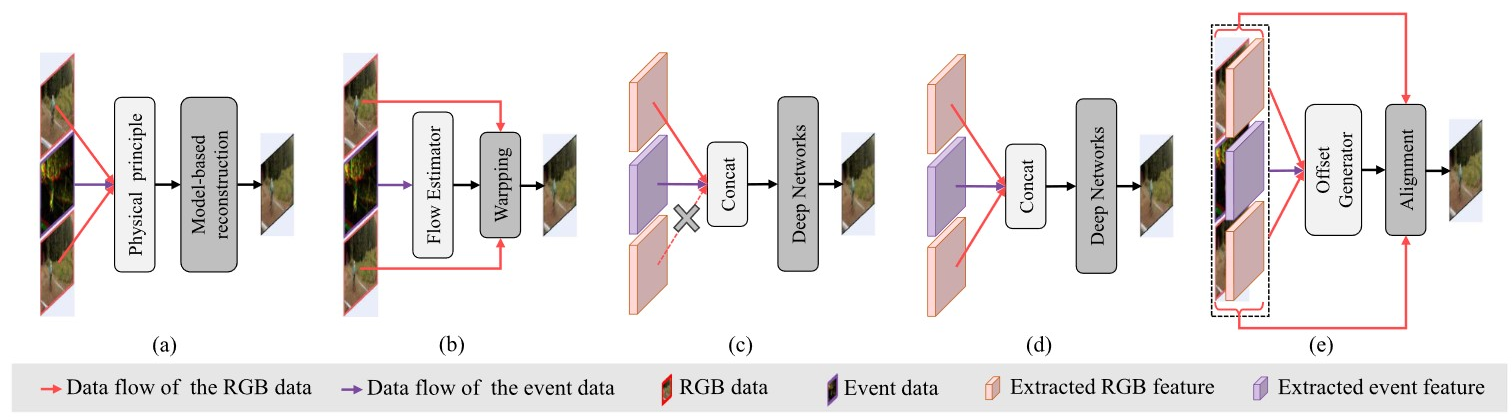 Physical principle
Model-based
reconstruction
Flow Estimator
Warpping
Concat
Deep Networks
Concat
Deep Networks
Offset
Generator
Alignment
(a)
(b)
(c)
(d)
(e)
Data flow of the RGB data
Data flow of the event data
RGB data
Event data
Extracted RGB feature
Extracted event feature